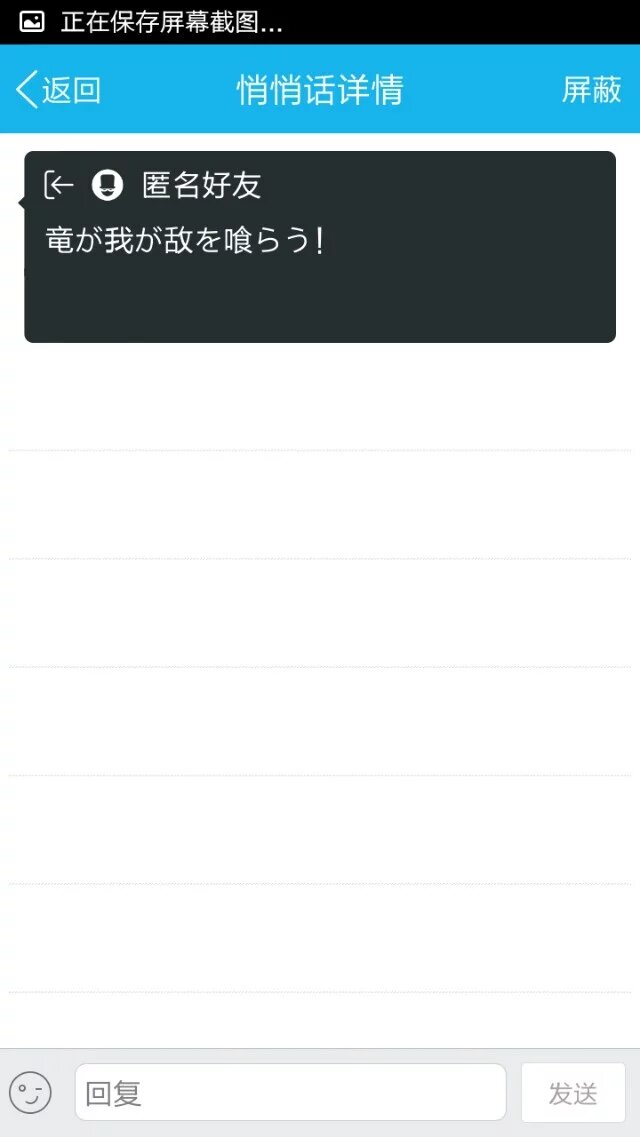 正在保存屏幕截图...
返回
悄悄话详情
屏蔽
匿名好友
竜が我が敌を喰らう！
回复
发送